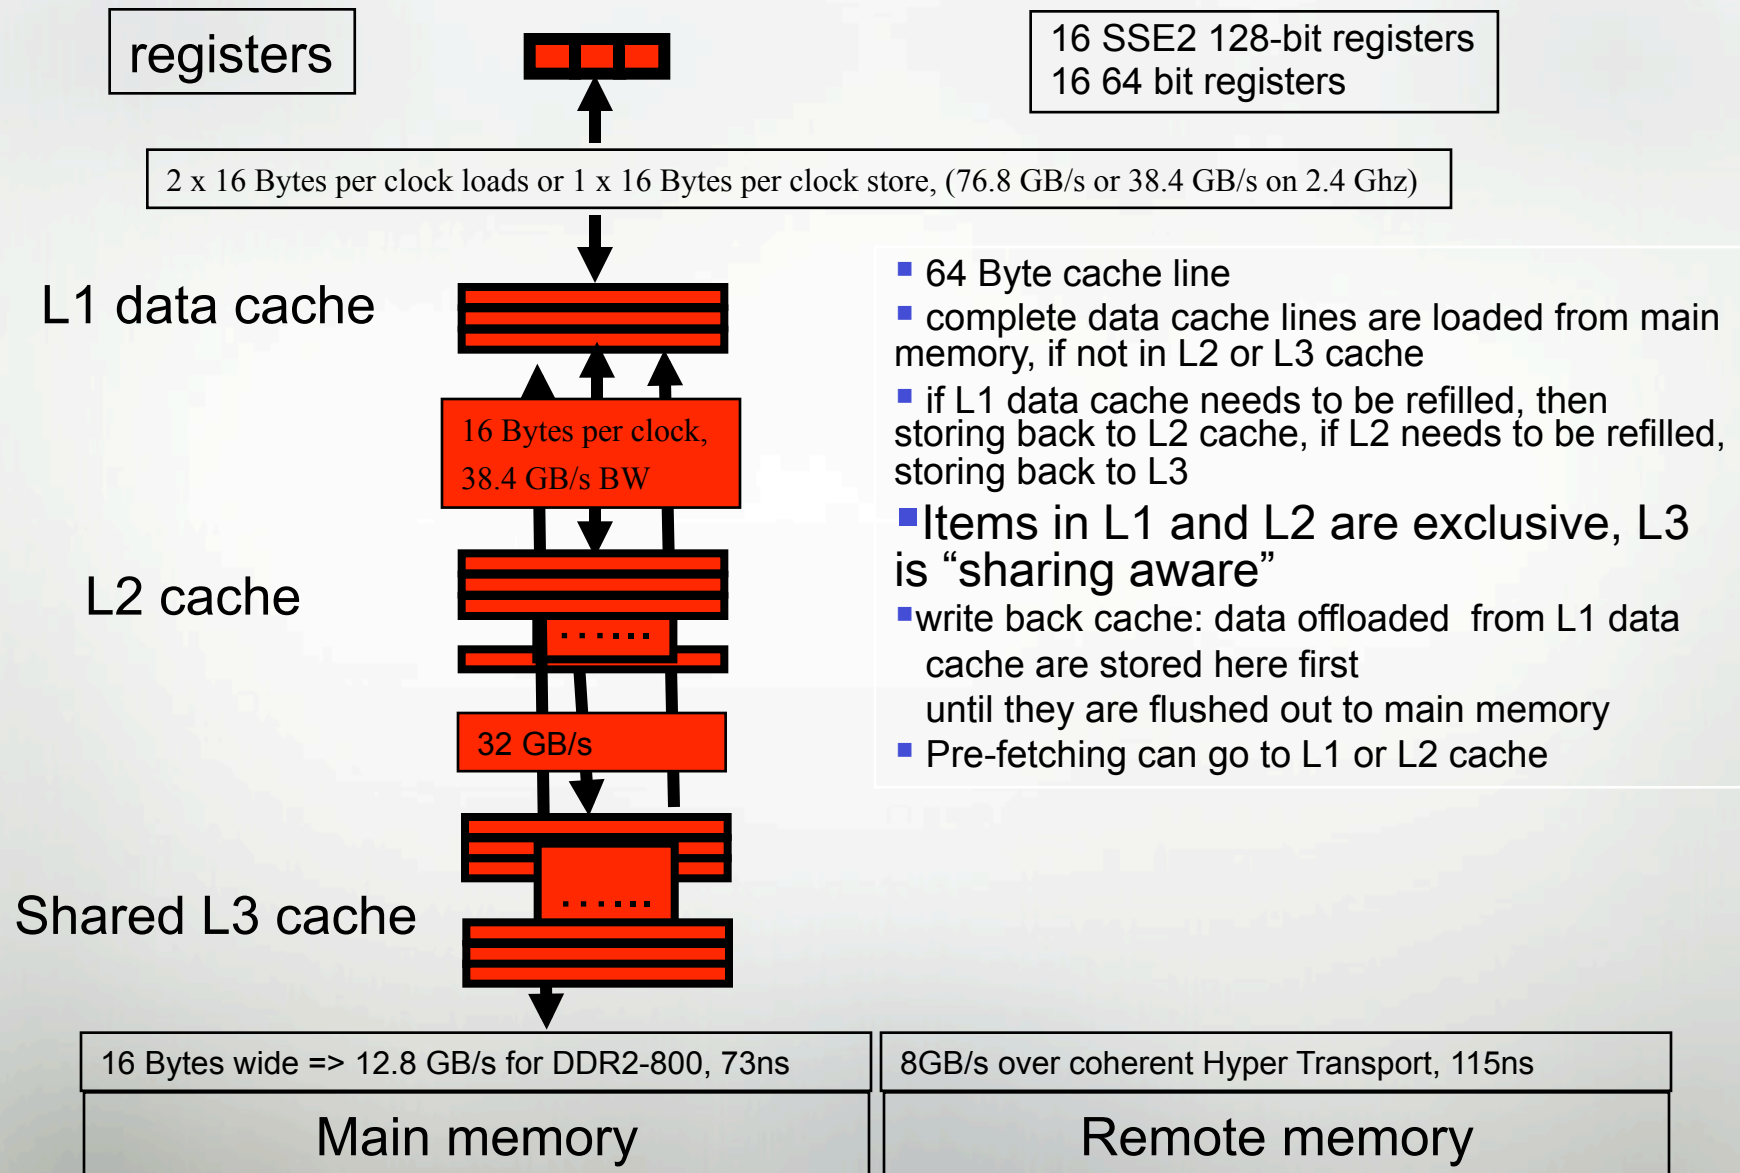 registers
16 SSE2 128-bit registers
16 64 bit registers
2 x 16 Bytes per clock loads or 1 x 16 Bytes per clock store, (76.8 GB/s or 38.4 GB/s on 2.4 Ghz)
L1 data cache
16 Bytes per clock,
38.4 GB/s BW
L2 cache
......
32 GB/s
Shared L3 cache
......
64 Byte cache line
complete data cache lines are loaded from main
memory, if not in L2 or L3 cache
if L1 data cache needs to be refilled, then
storing back to L2 cache, if L2 needs to be refilled,
storing back to L3
Items in L1 and L2 are exclusive, L3
is “sharing aware”
write back cache: data offloaded from L1 data
cache are stored here first
until they are flushed out to main memory
Pre-fetching can go to L1 or L2 cache
16 Bytes wide => 12.8 GB/s for DDR2-800, 73ns
8GB/s over coherent Hyper Transport, 115ns
Main memory
Remote memory